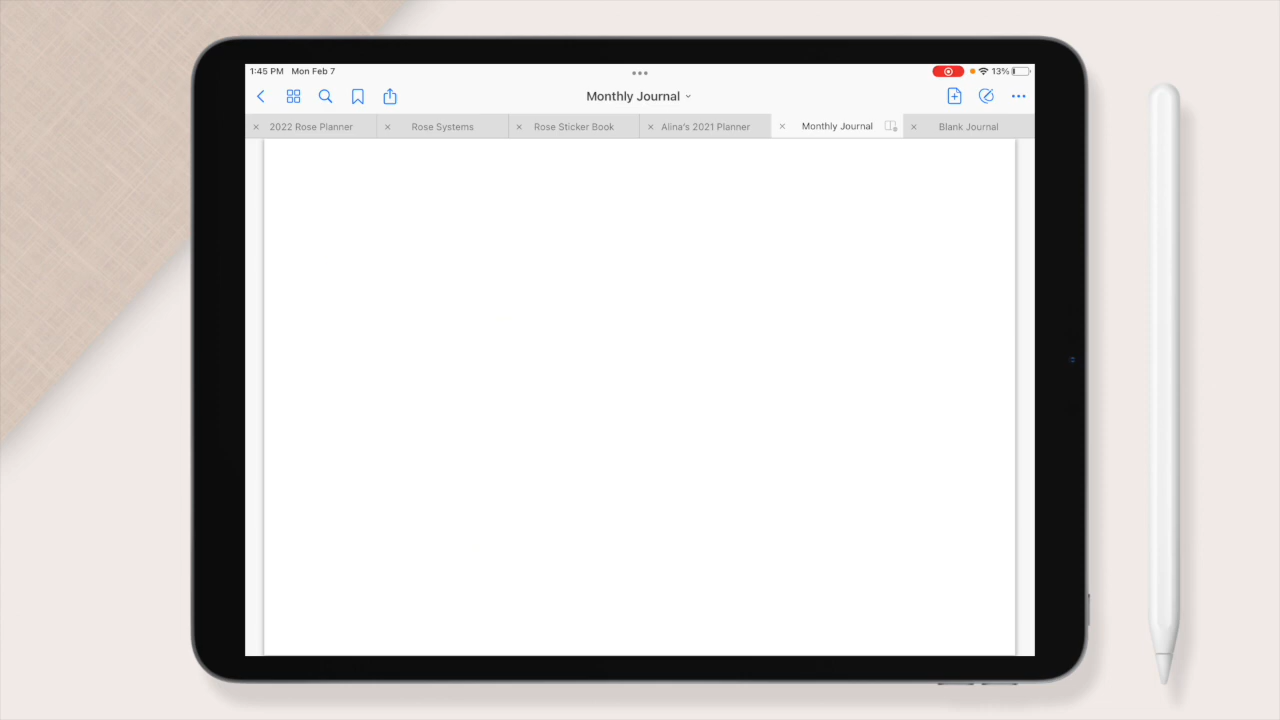 1:45 PM Mon Feb 7 13%
Monthly Journal
2022 Rose Planner Rose Systems Rose Sticker Book Alina's 2021 Planner Monthly Journal Blank Journal